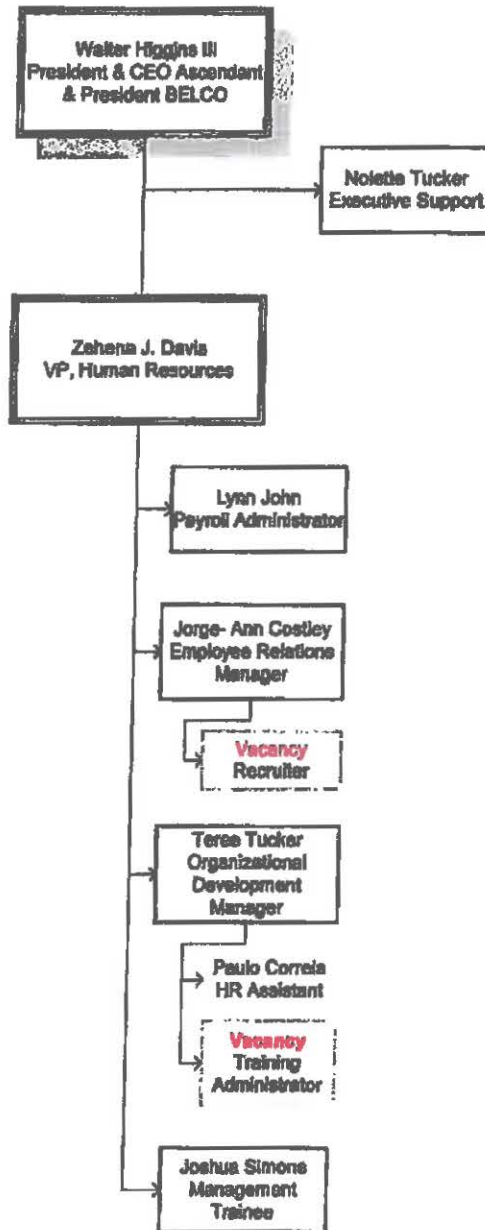 Walter Higgins III
President & CEO Ascendant
& President BELCO
Nolette Tucker
Executive Support
Zehena J. Davis
VP, Human Resources
Lynn John
Payroll Administrator
Jorge- Ann Costley
Employee Relations
Manager
Vacancy
Recruiter
Teree Tucker
Organizational
Development
Manager
Paulo Correia
HR Assistant
Vacancy
Training
Administrator
Joshua Simons
Management
Trainee